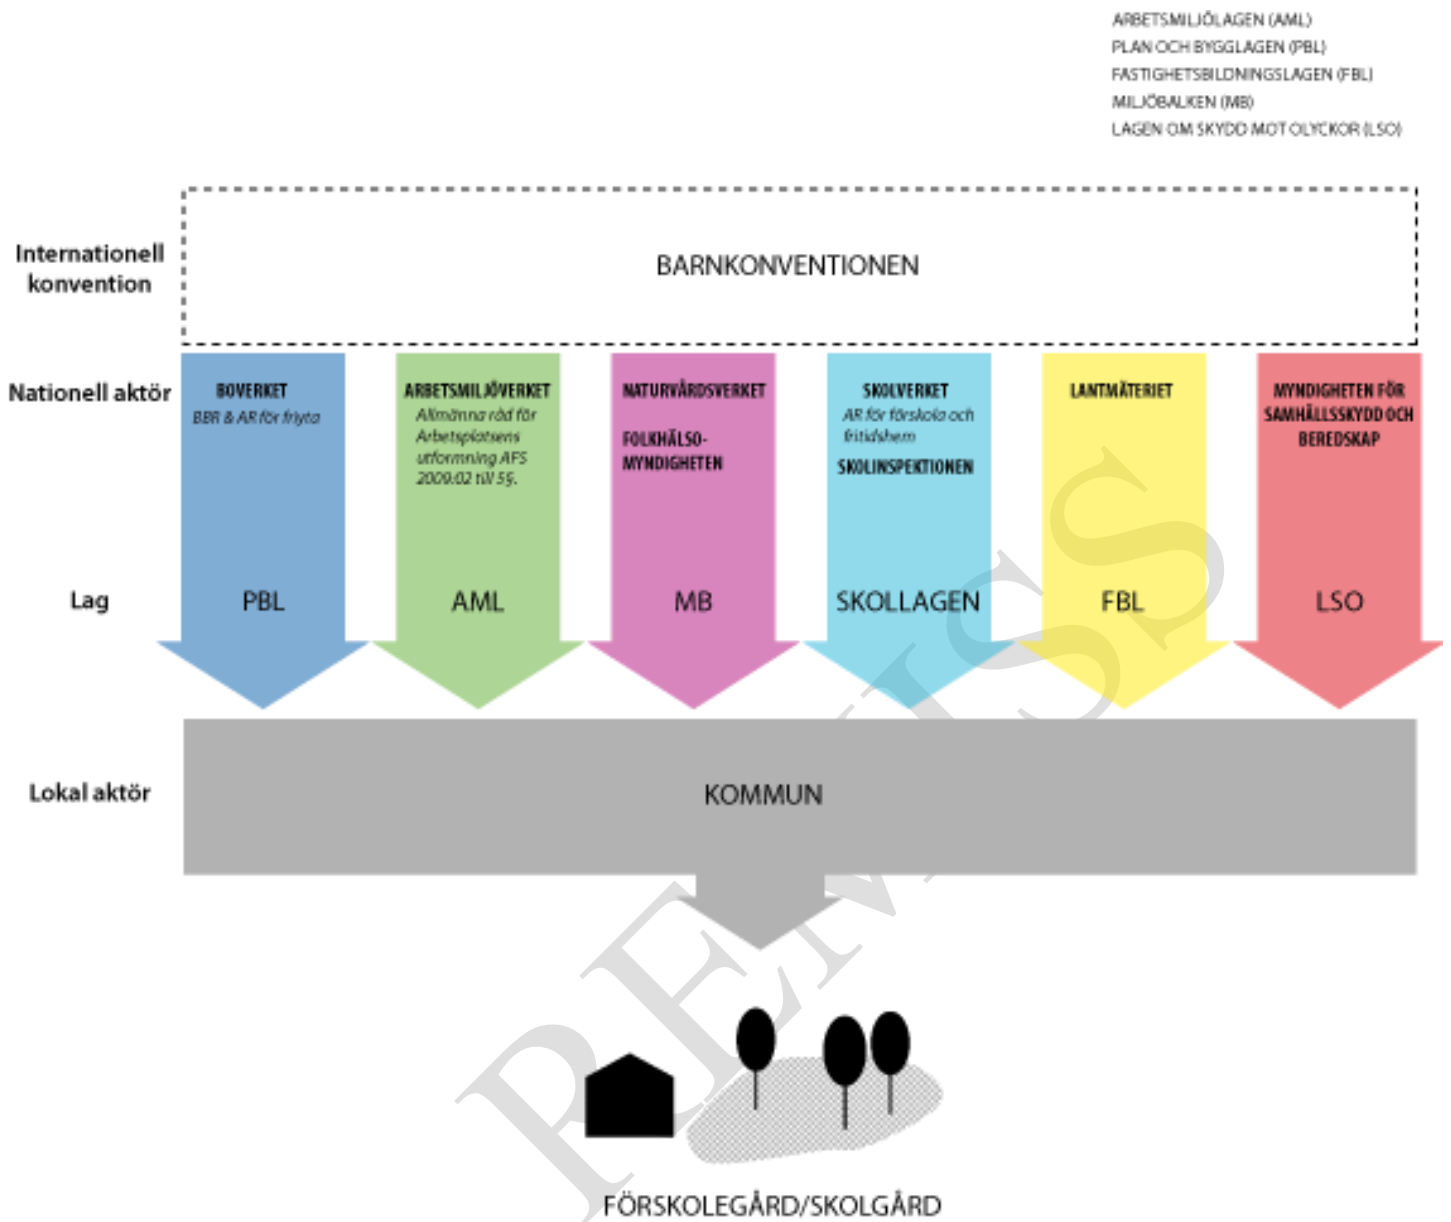 ARBETSMILJÖLAGEN (AML)
PLAN OCH BYGGLAGEN (PBL)
FASTIGHETSBILDNINGSLAGEN (FBL)
MILJÖBALKEN (MB)
LAGEN OM SKYDD MOT OLYCKOR (LSO)
Internationell
konvention
BARNKONVENTIONEN
Nationell aktör
BOVERKET
BBR & AR för friyta
ARBETSMILJÖVERKET
Allmänna råd för
Arbetsplatsens
utformning AFS
2009:02 till 5§.
NATURVÅRDSVERKET
FOLKHÄLSO-
MYNDIGHETEN
SKOLVERKET
AR för förskola och
fritidshem
SKOLINSPEKTIONEN
LANTMÄTERIET
MYNDIGHETEN FÖR
SAMHÄLLSSKYDD OCH
BEREDSKAP
Lag
PBL
AML
MB
SKOLLAGEN
FBL
LSO
Lokal aktör
KOMMUN
REMISS
FÖRSKOLEGÅRD/SKOLGÅRD